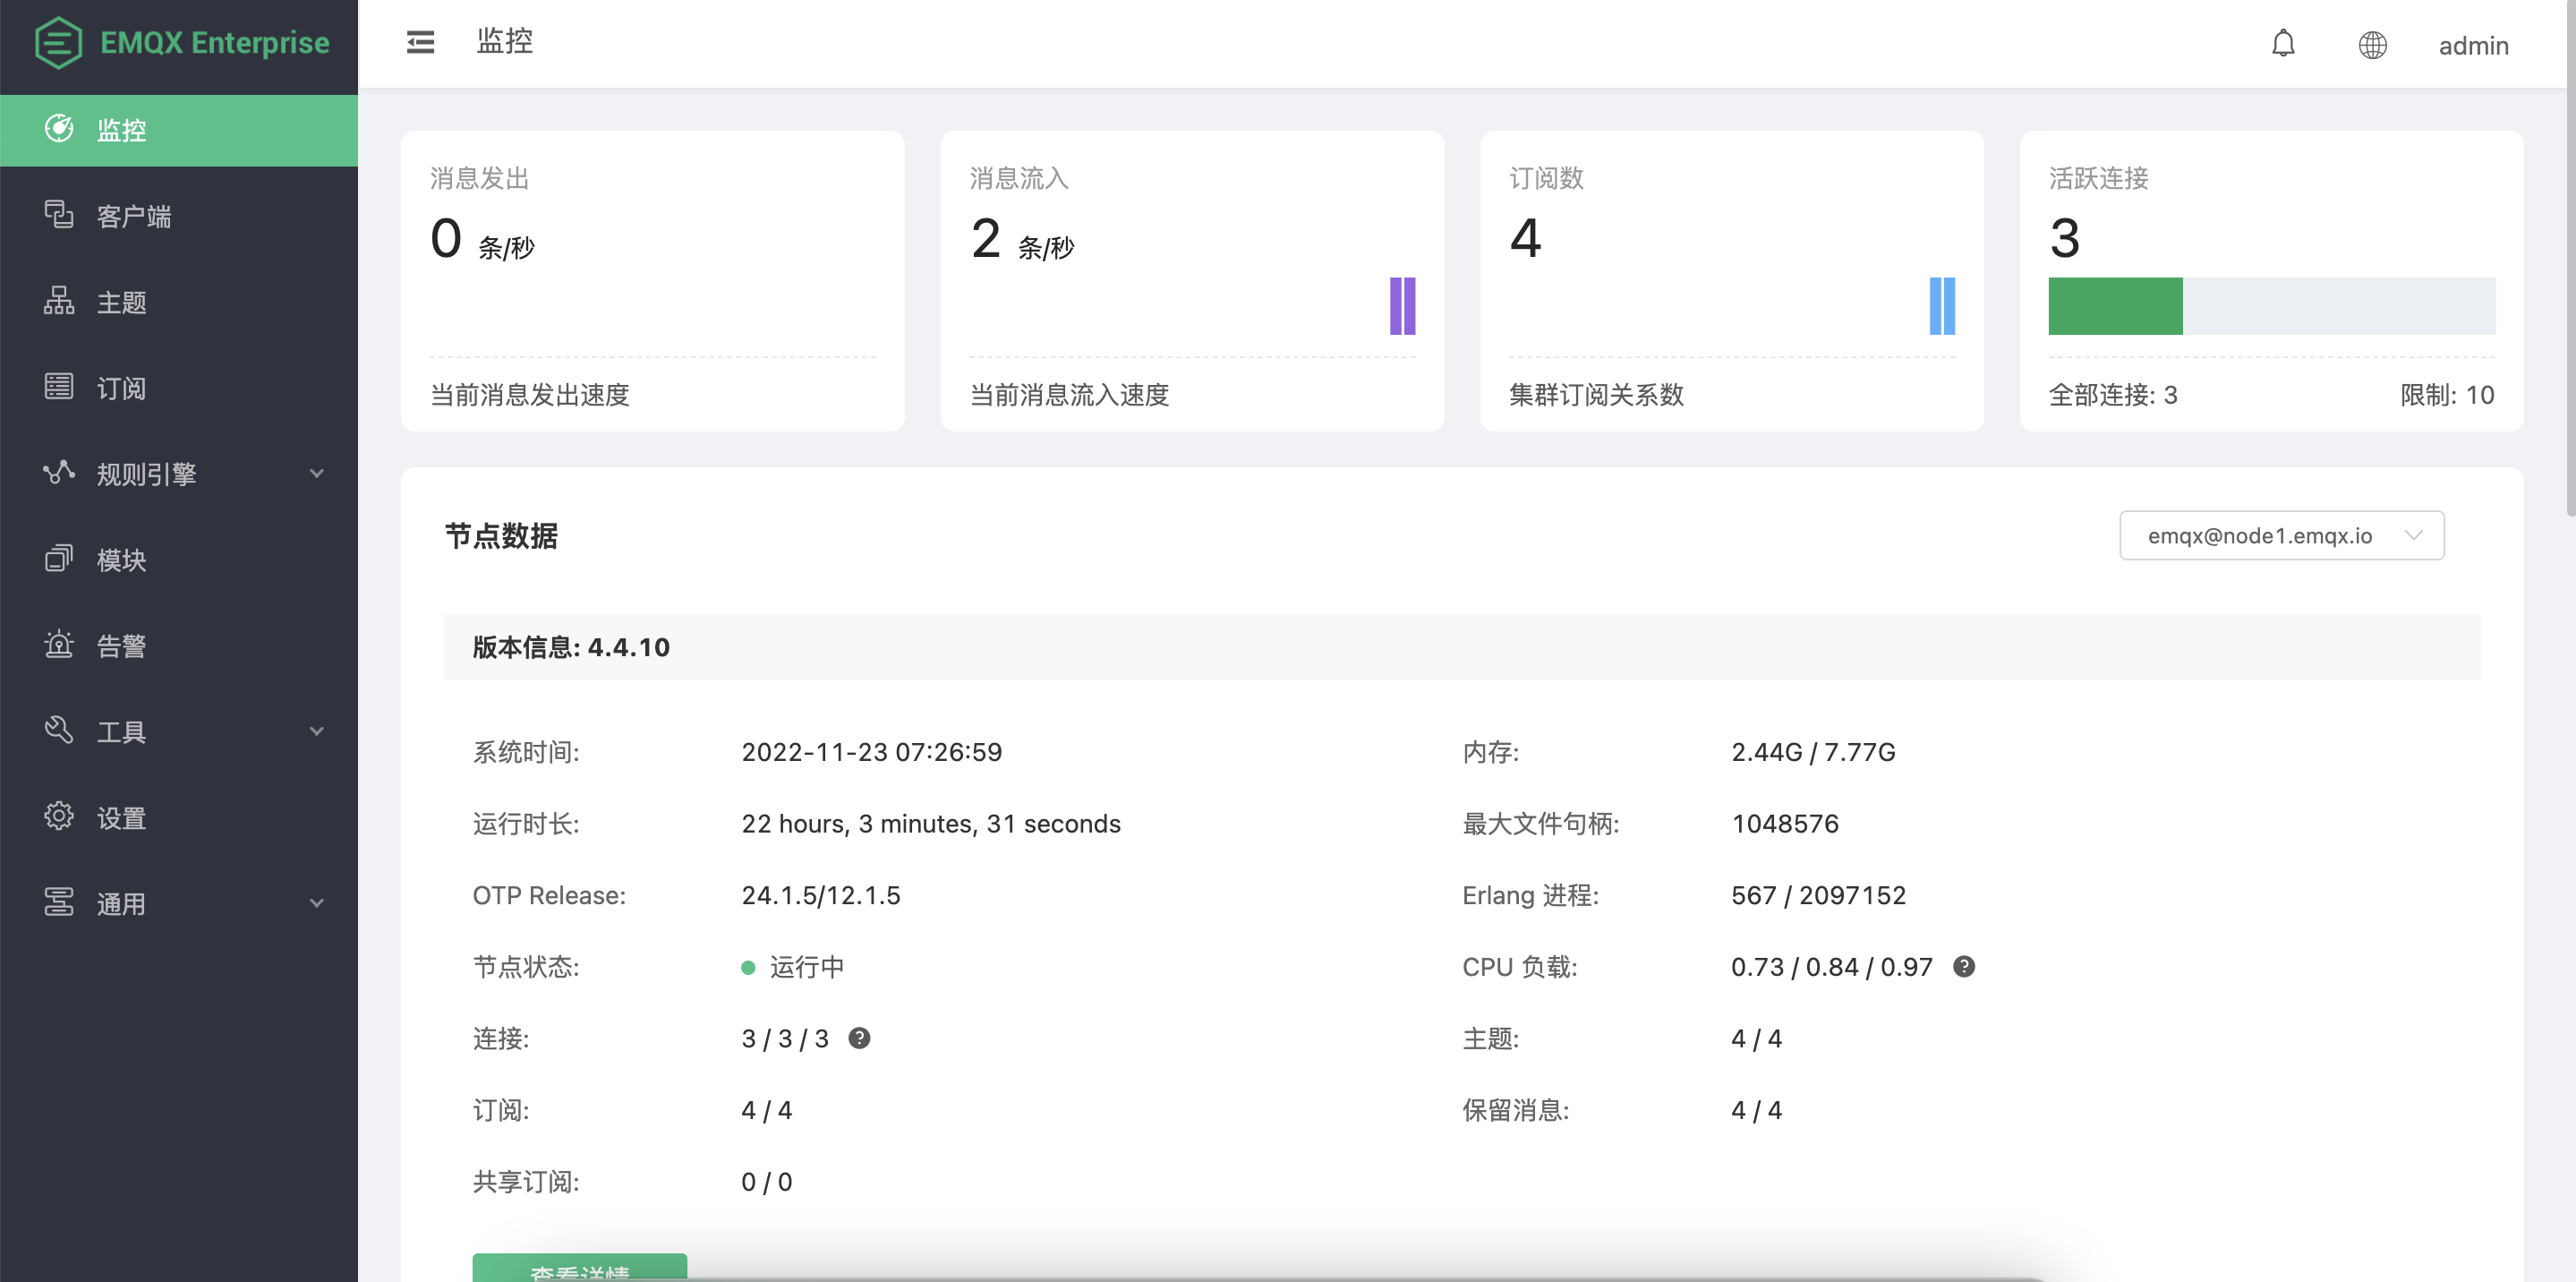 EMQX Enterprise
监控
客户端
主题
订阅
规则引擎
模块
告警
工具
设置
通用
监控
admin
消息发出
0 条/秒
当前消息发出速度
消息流入
2 条/秒
当前消息流入速度
订阅数
4
集群订阅关系数
活跃连接
3
全部连接: 3 限制: 10
节点数据
emqx@node1.emqx.io
版本信息: 4.4.10
系统时间: 2022-11-23 07:26:59
内存: 2.44G / 7.77G
运行时长: 22 hours, 3 minutes, 31 seconds
最大文件句柄: 1048576
OTP Release: 24.1.5/12.1.5
Erlang 进程: 567 / 2097152
节点状态: 运行中
CPU 负载: 0.73 / 0.84 / 0.97 ?
连接: 3 / 3 / 3 ?
主题: 4 / 4
订阅: 4 / 4
保留消息: 4 / 4
共享订阅: 0 / 0
查看详情